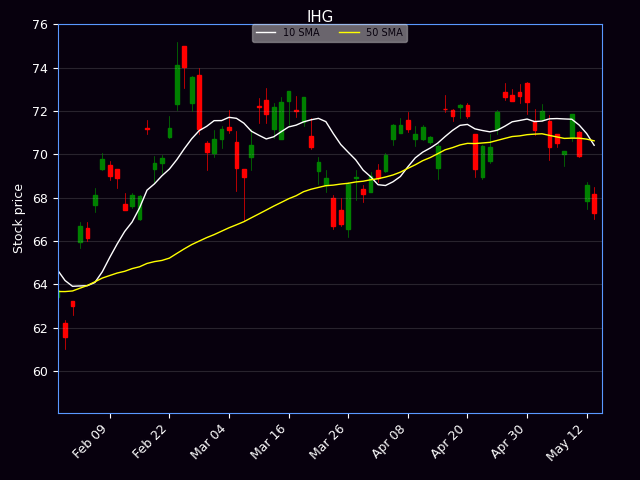 IHG
10 SMA
50 SMA
Stock price
76
74
72
70
68
66
64
62
60
Feb 09
Feb 22
Mar 04
Mar 16
Mar 26
Apr 08
Apr 20
Apr 30
May 12